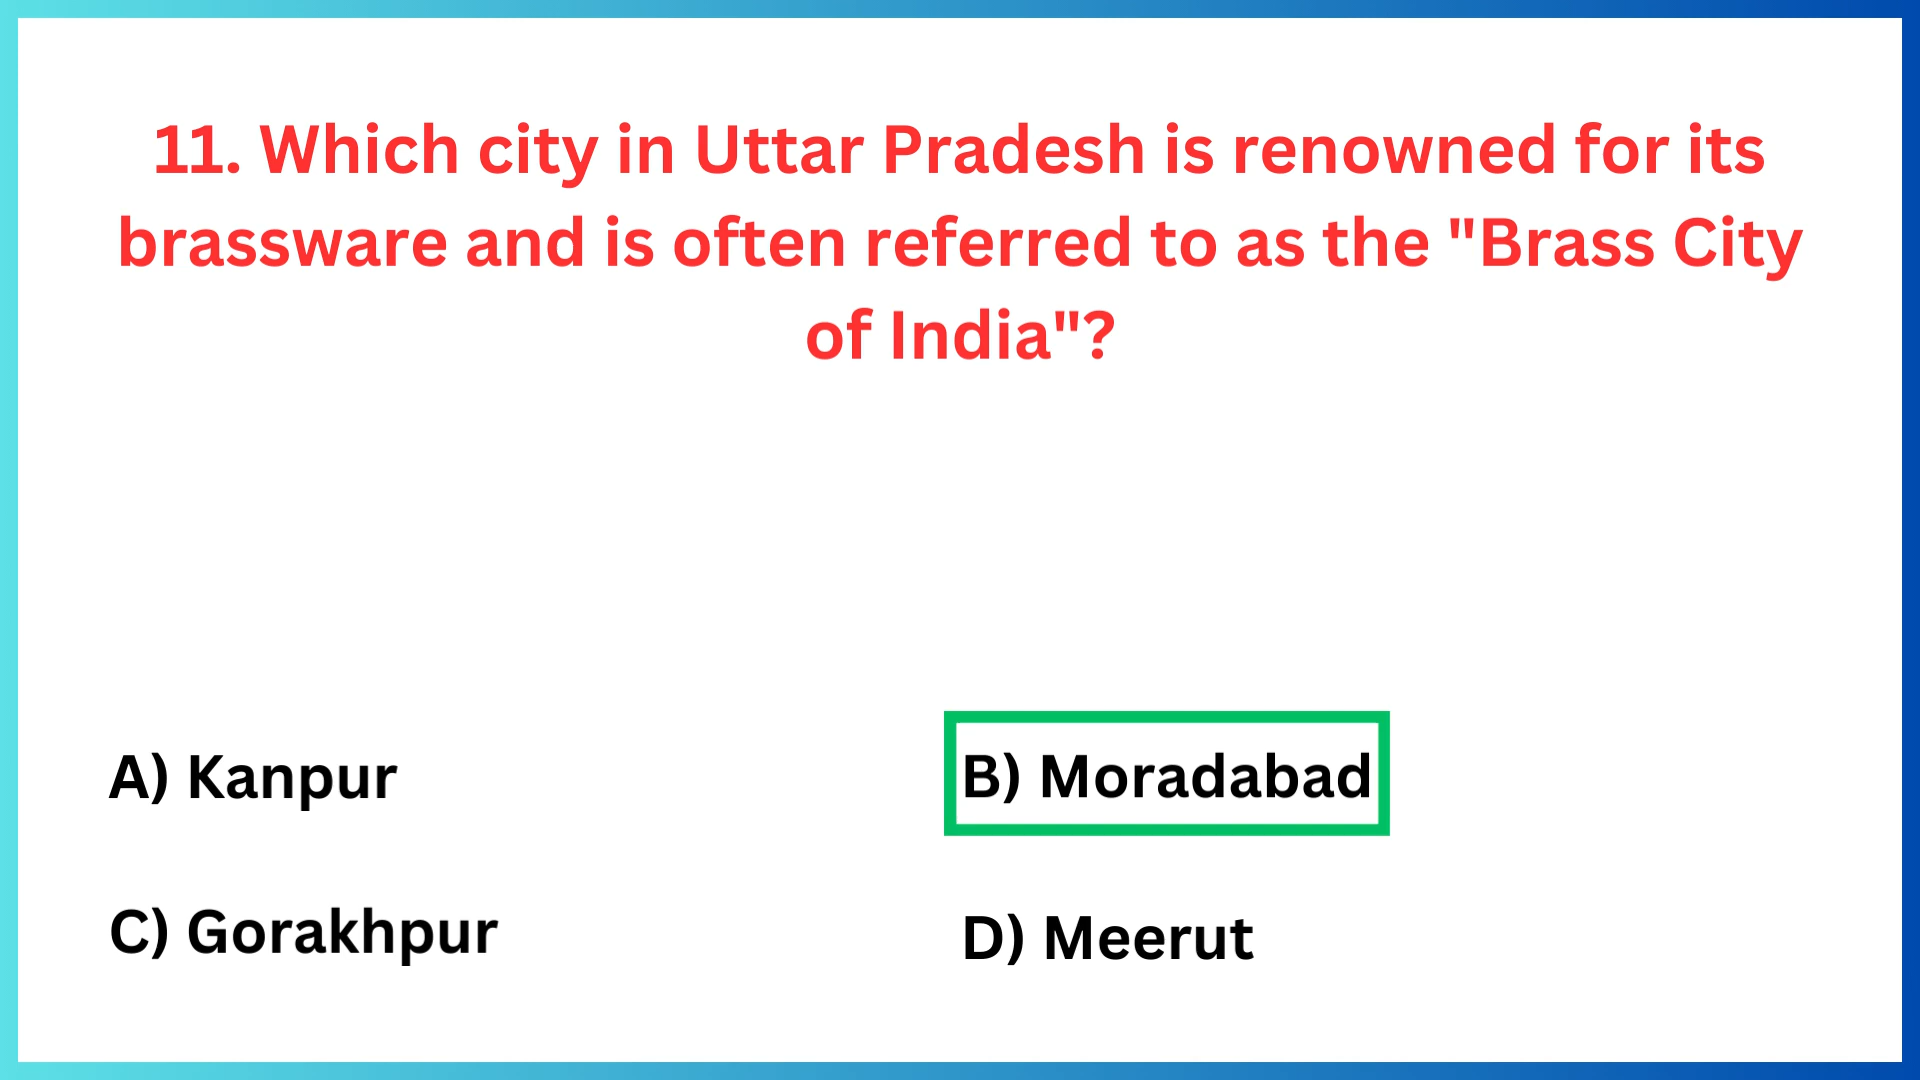 11. Which city in Uttar Pradesh is renowned for its
brassware and is often referred to as the "Brass City
of India"?
A) Kanpur
B) Moradabad
C) Gorakhpur
D) Meerut